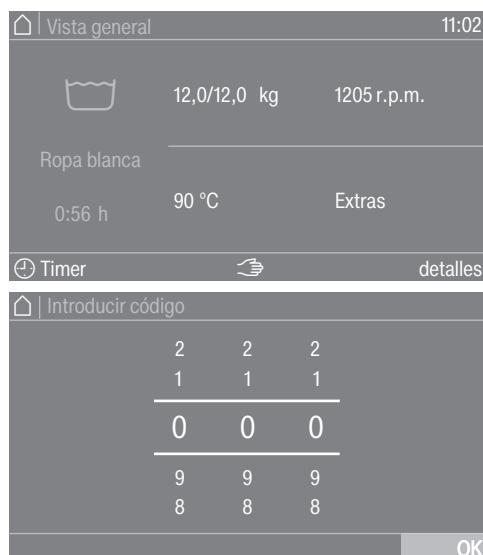 Vista general 11:02
12,0/12,0 kg 1205 r.p.m.
Ropa blanca
90 °C Extras
0:56 h
Timer detalles
Introducir código
2 2 2
1 1 1
0 0 0
9 9 9
8 8 8
OK